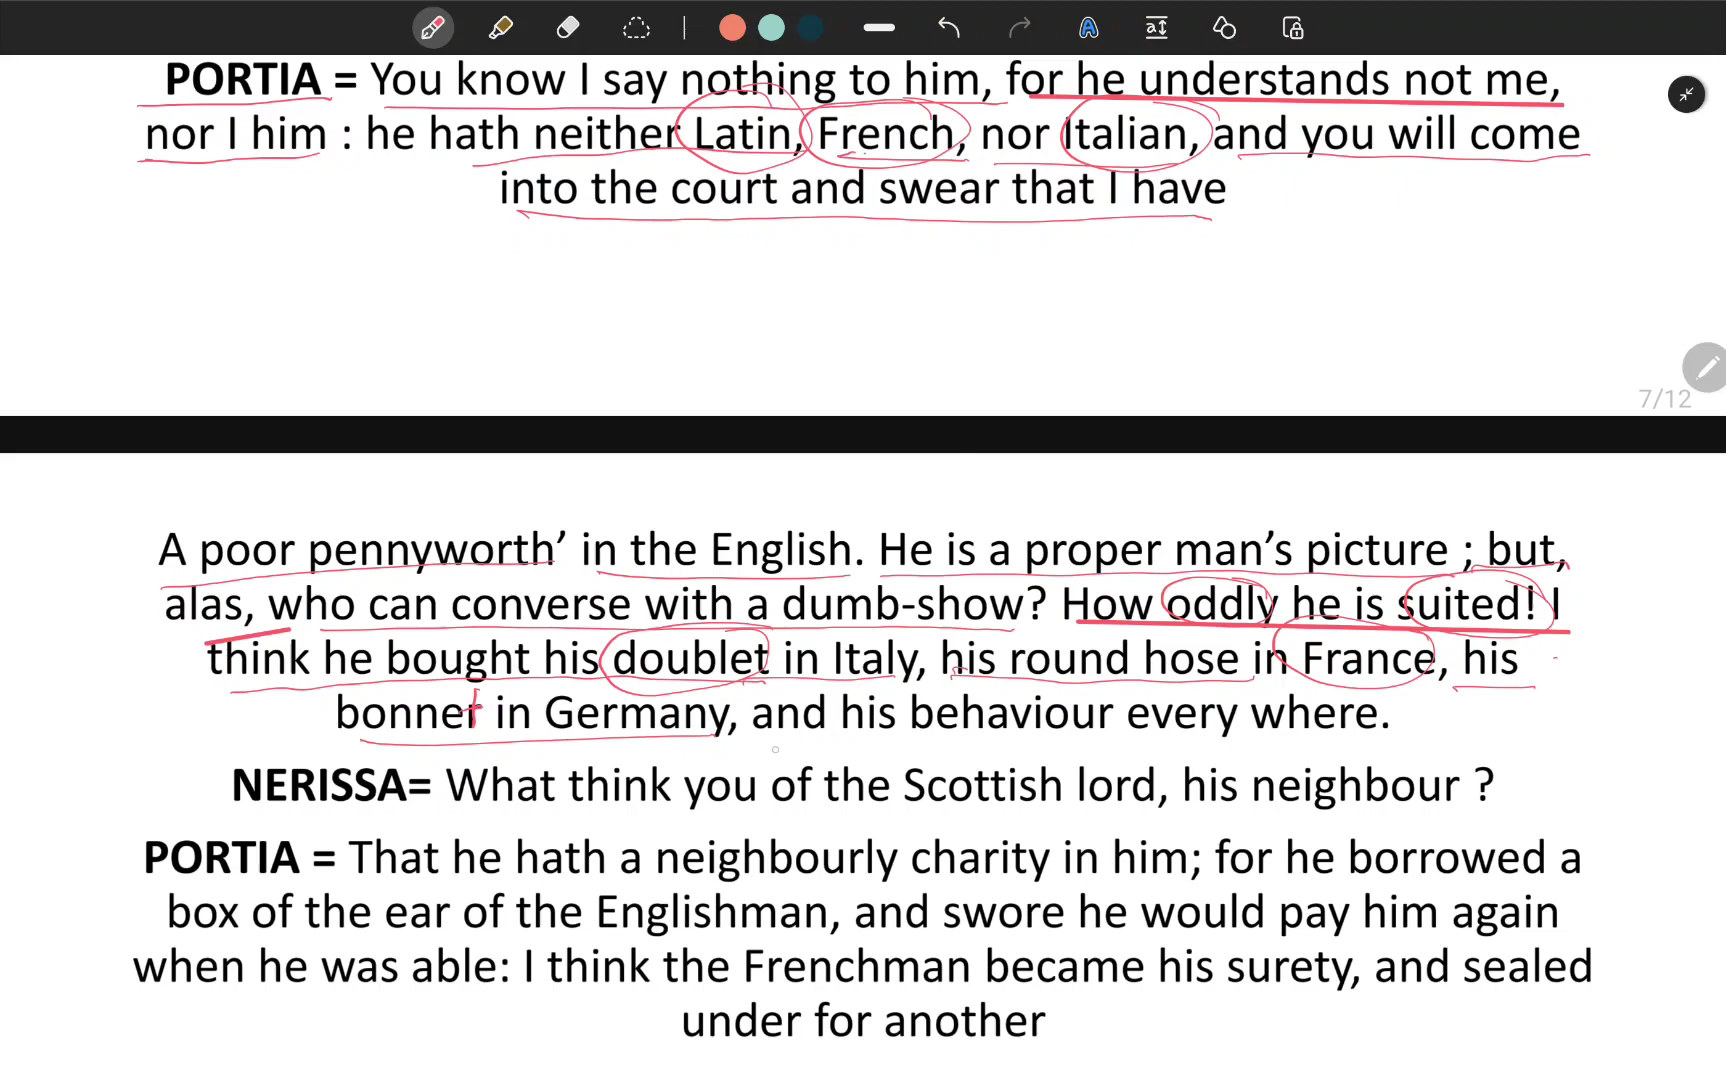 PORTIA = You know I say nothing to him, for he understands not me,
nor I him : he hath neither Latin, French, nor Italian, and you will come
into the court and swear that I have
7/12
A poor pennyworth’ in the English. He is a proper man’s picture ; but,
alas, who can converse with a dumb-show? How oddly he is suited! I
think he bought his doublet in Italy, his round hose in France, his
bonnet in Germany, and his behaviour every where.
NERISSA= What think you of the Scottish lord, his neighbour ?
PORTIA = That he hath a neighbourly charity in him; for he borrowed a
box of the ear of the Englishman, and swore he would pay him again
when he was able: I think the Frenchman became his surety, and sealed
under for another